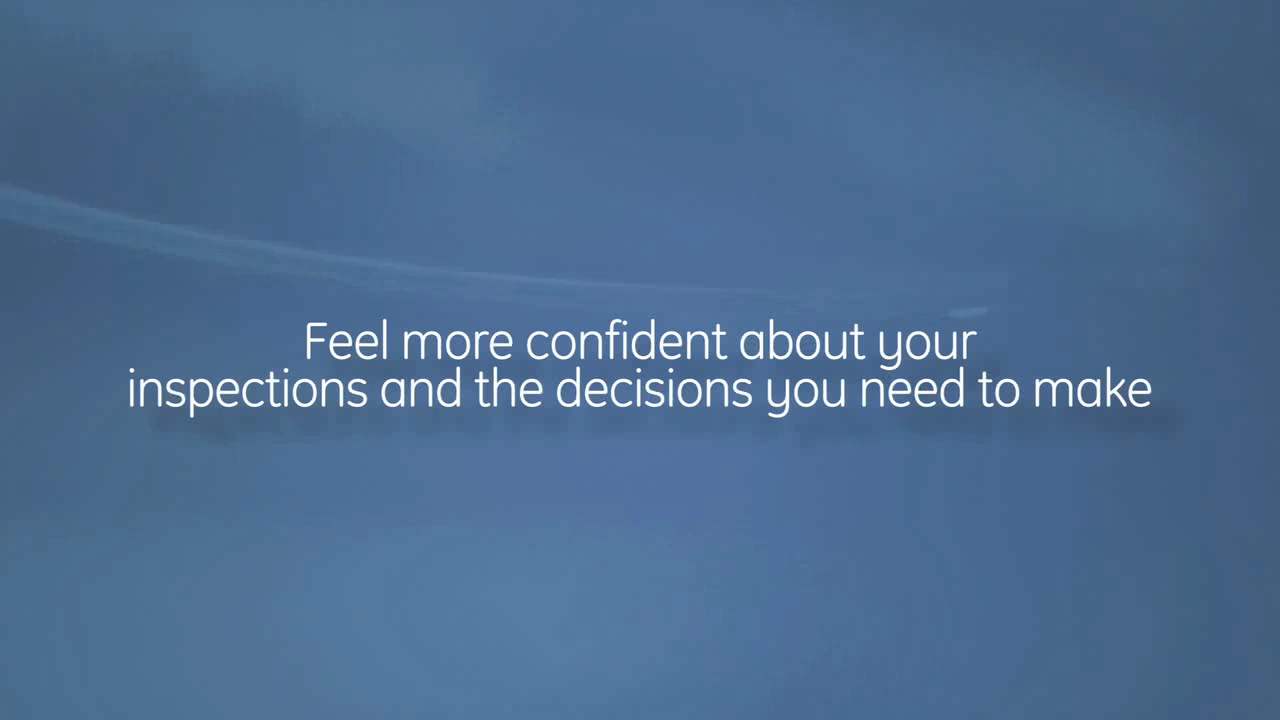 Feel more confident about your
inspections and the decisions you need to make